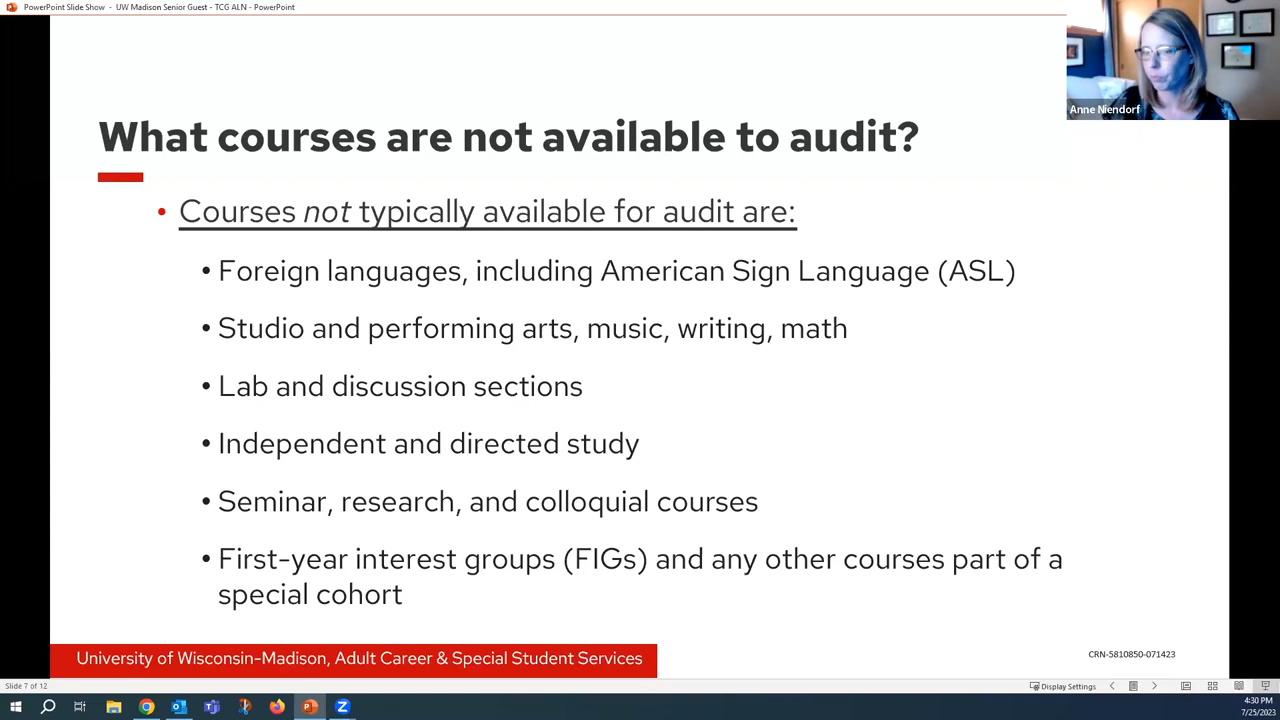 PowerPoint Slide Show - UW Madison Senior Guest - TCG ALN - PowerPoint
Anne Niendorf
What courses are not available to audit?
• Courses not typically available for audit are:
• Foreign languages, including American Sign Language (ASL)
• Studio and performing arts, music, writing, math
• Lab and discussion sections
• Independent and directed study
• Seminar, research, and colloquial courses
• First-year interest groups (FIGs) and any other courses part of a
special cohort
University of Wisconsin-Madison, Adult Career & Special Student Services
CRN-5810850-071423
Slide 7 of 12
Display Settings
4:30 PM
7/25/2023